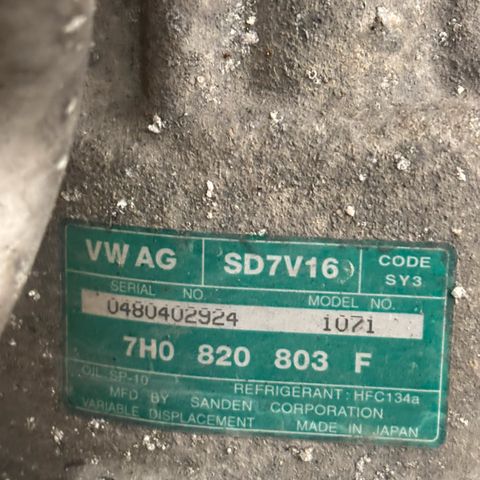 VW AG SD7V16 CODE SY3
SERIAL NO. MODEL NO.
0480402924 1071
7H0 820 803 F
OIL SP-10 REFRIGERANT: HFC134a
MFD BY SANDEN CORPORATION
VARIABLE DISPLACEMENT MADE IN JAPAN